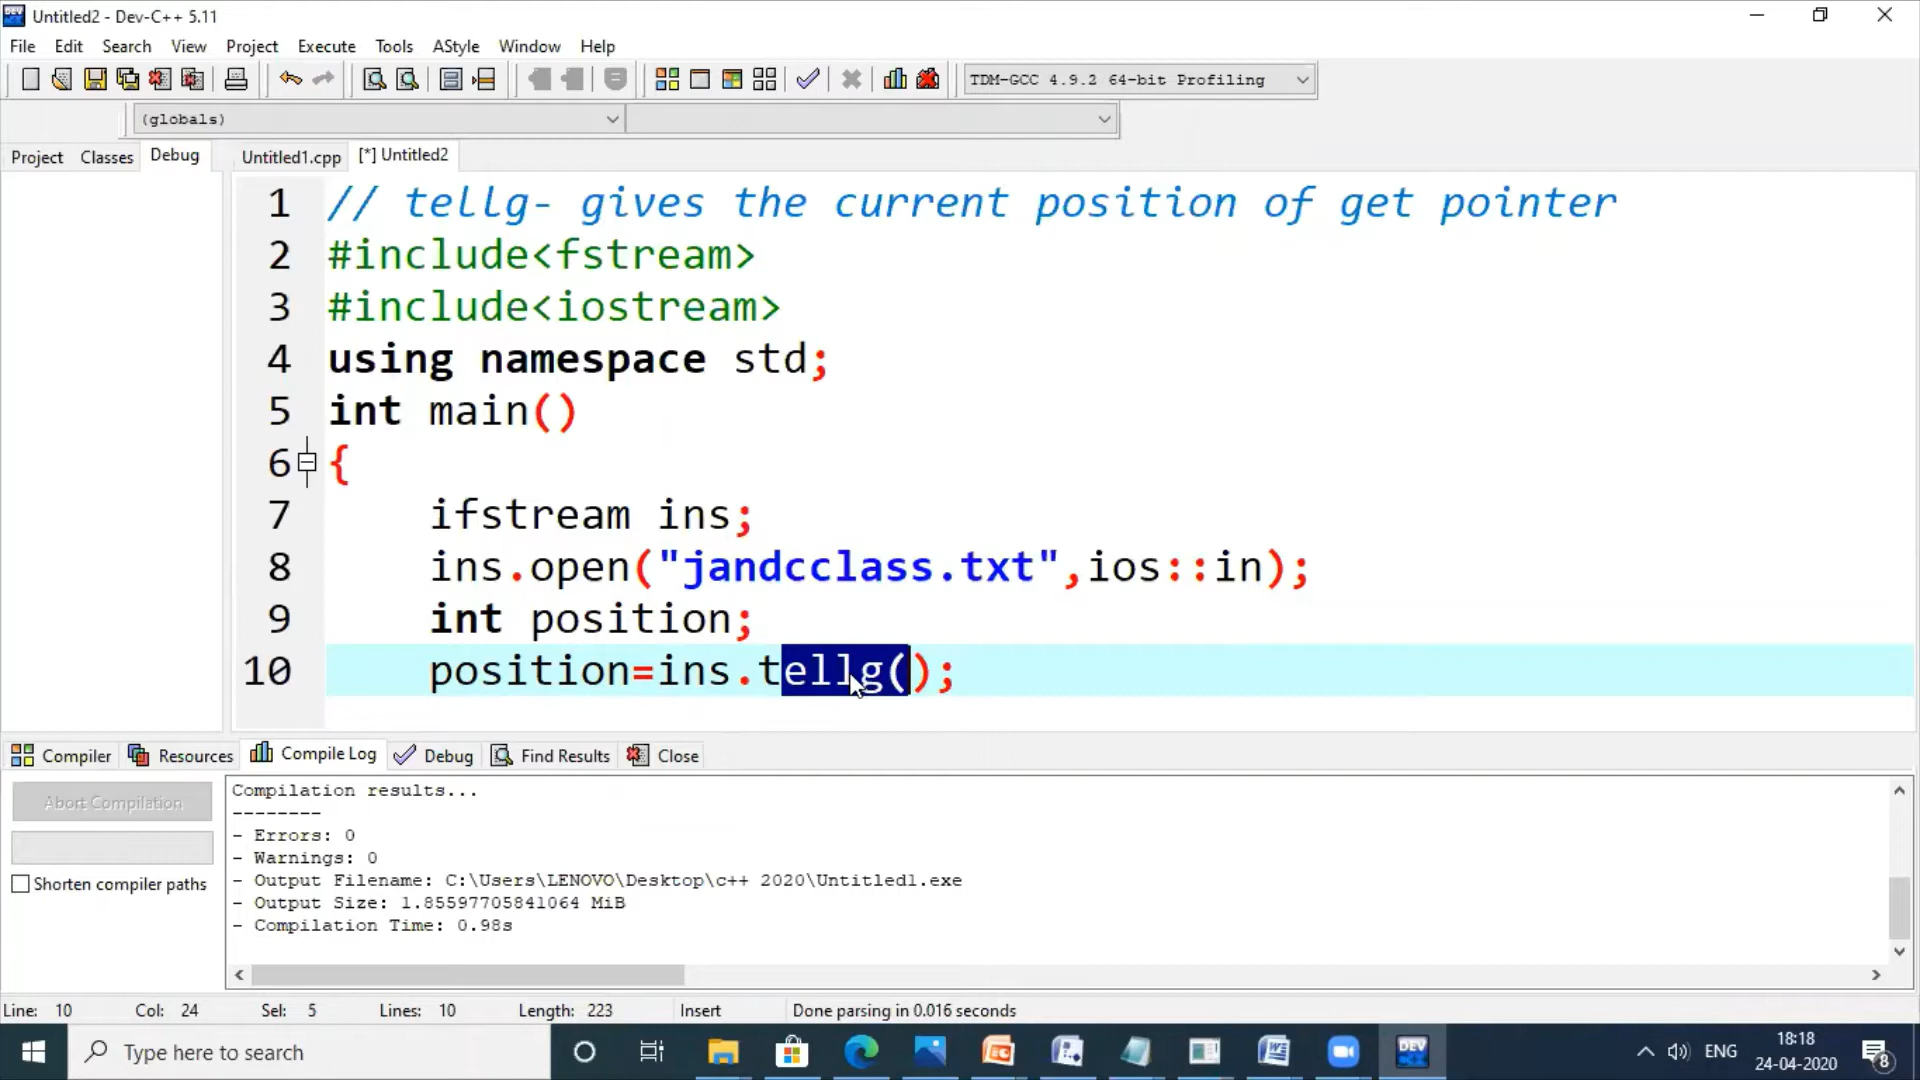 Untitled2 - Dev-C++ 5.11
File Edit Search View Project Execute Tools AStyle Window Help
TDM-GCC 4.9.2 64-bit Profiling
(globals)
Project Classes Debug Untitled1.cpp [*] Untitled2
1 // tellg- gives the current position of get pointer
2 #include<fstream>
3 #include<iostream>
4 using namespace std;
5 int main()
6 {
7 ifstream ins;
8 ins.open("jandcclass.txt",ios::in);
9 int position;
10 position=ins.tellg();
Compiler Resources Compile Log Debug Find Results Close
Abort Compilation
Shorten compiler paths
Compilation results...
--------
- Errors: 0
- Warnings: 0
- Output Filename: C:\Users\LENOVO\Desktop\c++ 2020\Untitled1.exe
- Output Size: 1.85597705841064 MiB
- Compilation Time: 0.98s
Line: 10 Col: 24 Sel: 5 Lines: 10 Length: 223 Insert Done parsing in 0.016 seconds
Type here to search
DEV
ENG
18:18
24-04-2020
8